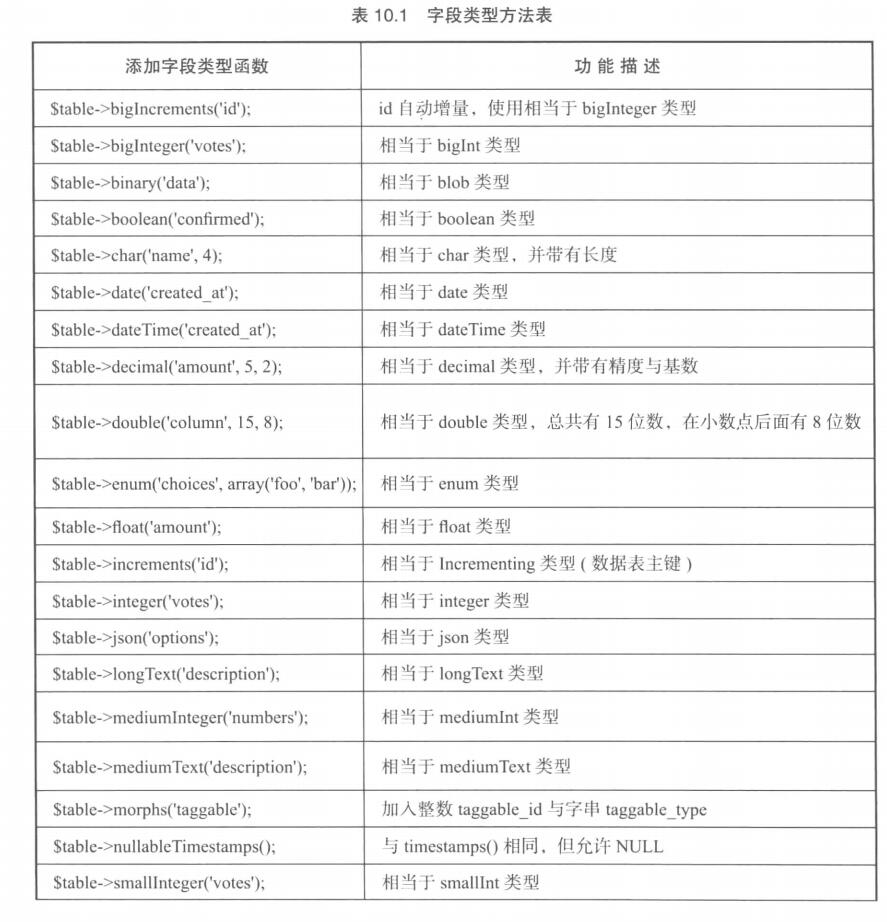 表 10.1 字段类型方法表
添加字段类型函数 功 能 描 述
$table->bigIncrements('id'); id 自动增量，使用相当于 bigInteger 类型
$table->bigInteger('votes'); 相当于 bigInt 类型
$table->binary('data'); 相当于 blob 类型
$table->boolean('confirmed'); 相当于 boolean 类型
$table->char('name', 4); 相当于 char 类型，并带有长度
$table->date('created_at'); 相当于 date 类型
$table->dateTime('created_at'); 相当于 dateTime 类型
$table->decimal('amount', 5, 2); 相当于 decimal 类型，并带有精度与基数
$table->double('column', 15, 8); 相当于 double 类型，总共有 15 位数，在小数点后面有 8 位数
$table->enum('choices', array('foo', 'bar')); 相当于 enum 类型
$table->float('amount'); 相当于 float 类型
$table->increments('id'); 相当于 Incrementing 类型 ( 数据表主键 )
$table->integer('votes'); 相当于 integer 类型
$table->json('options'); 相当于 json 类型
$table->longText('description'); 相当于 longText 类型
$table->mediumInteger('numbers'); 相当于 mediumInt 类型
$table->mediumText('description'); 相当于 mediumText 类型
$table->morphs('taggable'); 加入整数 taggable_id 与字串 taggable_type
$table->nullableTimestamps(); 与 timestamps() 相同，但允许 NULL
$table->smallInteger('votes'); 相当于 smallInt 类型